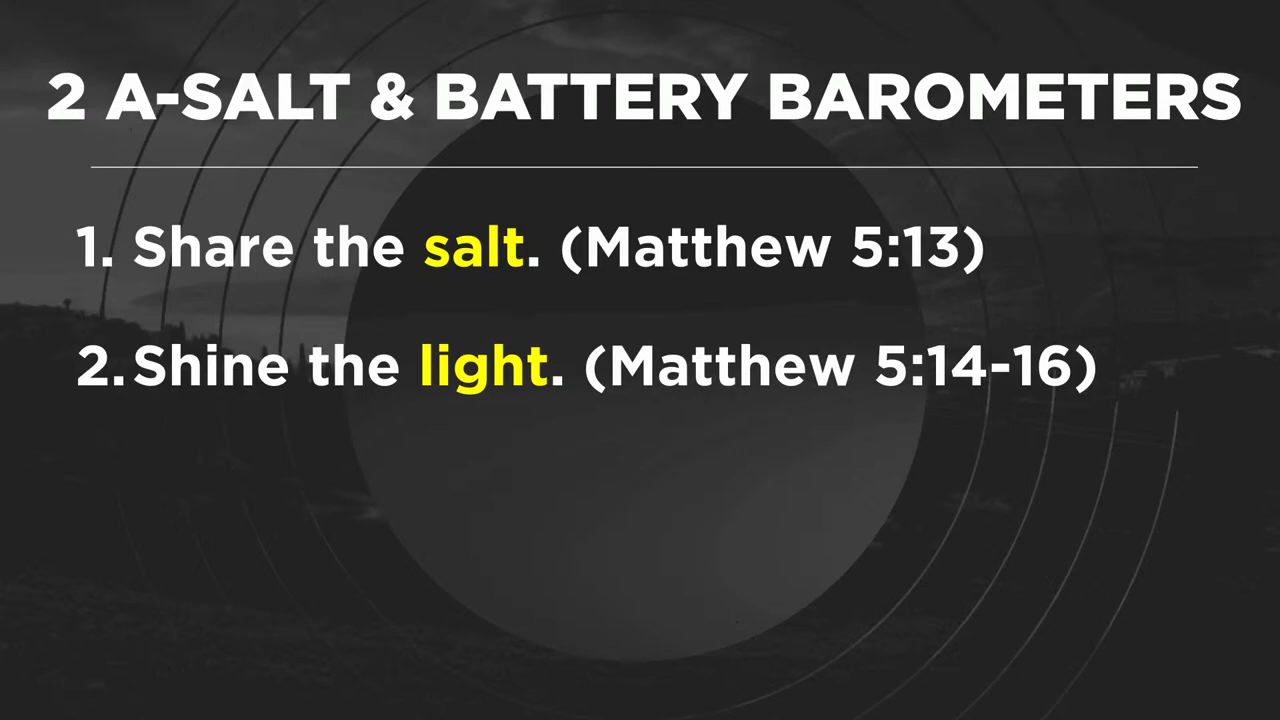 2 A-SALT & BATTERY BAROMETERS
1. Share the salt. (Matthew 5:13)
2. Shine the light. (Matthew 5:14-16)